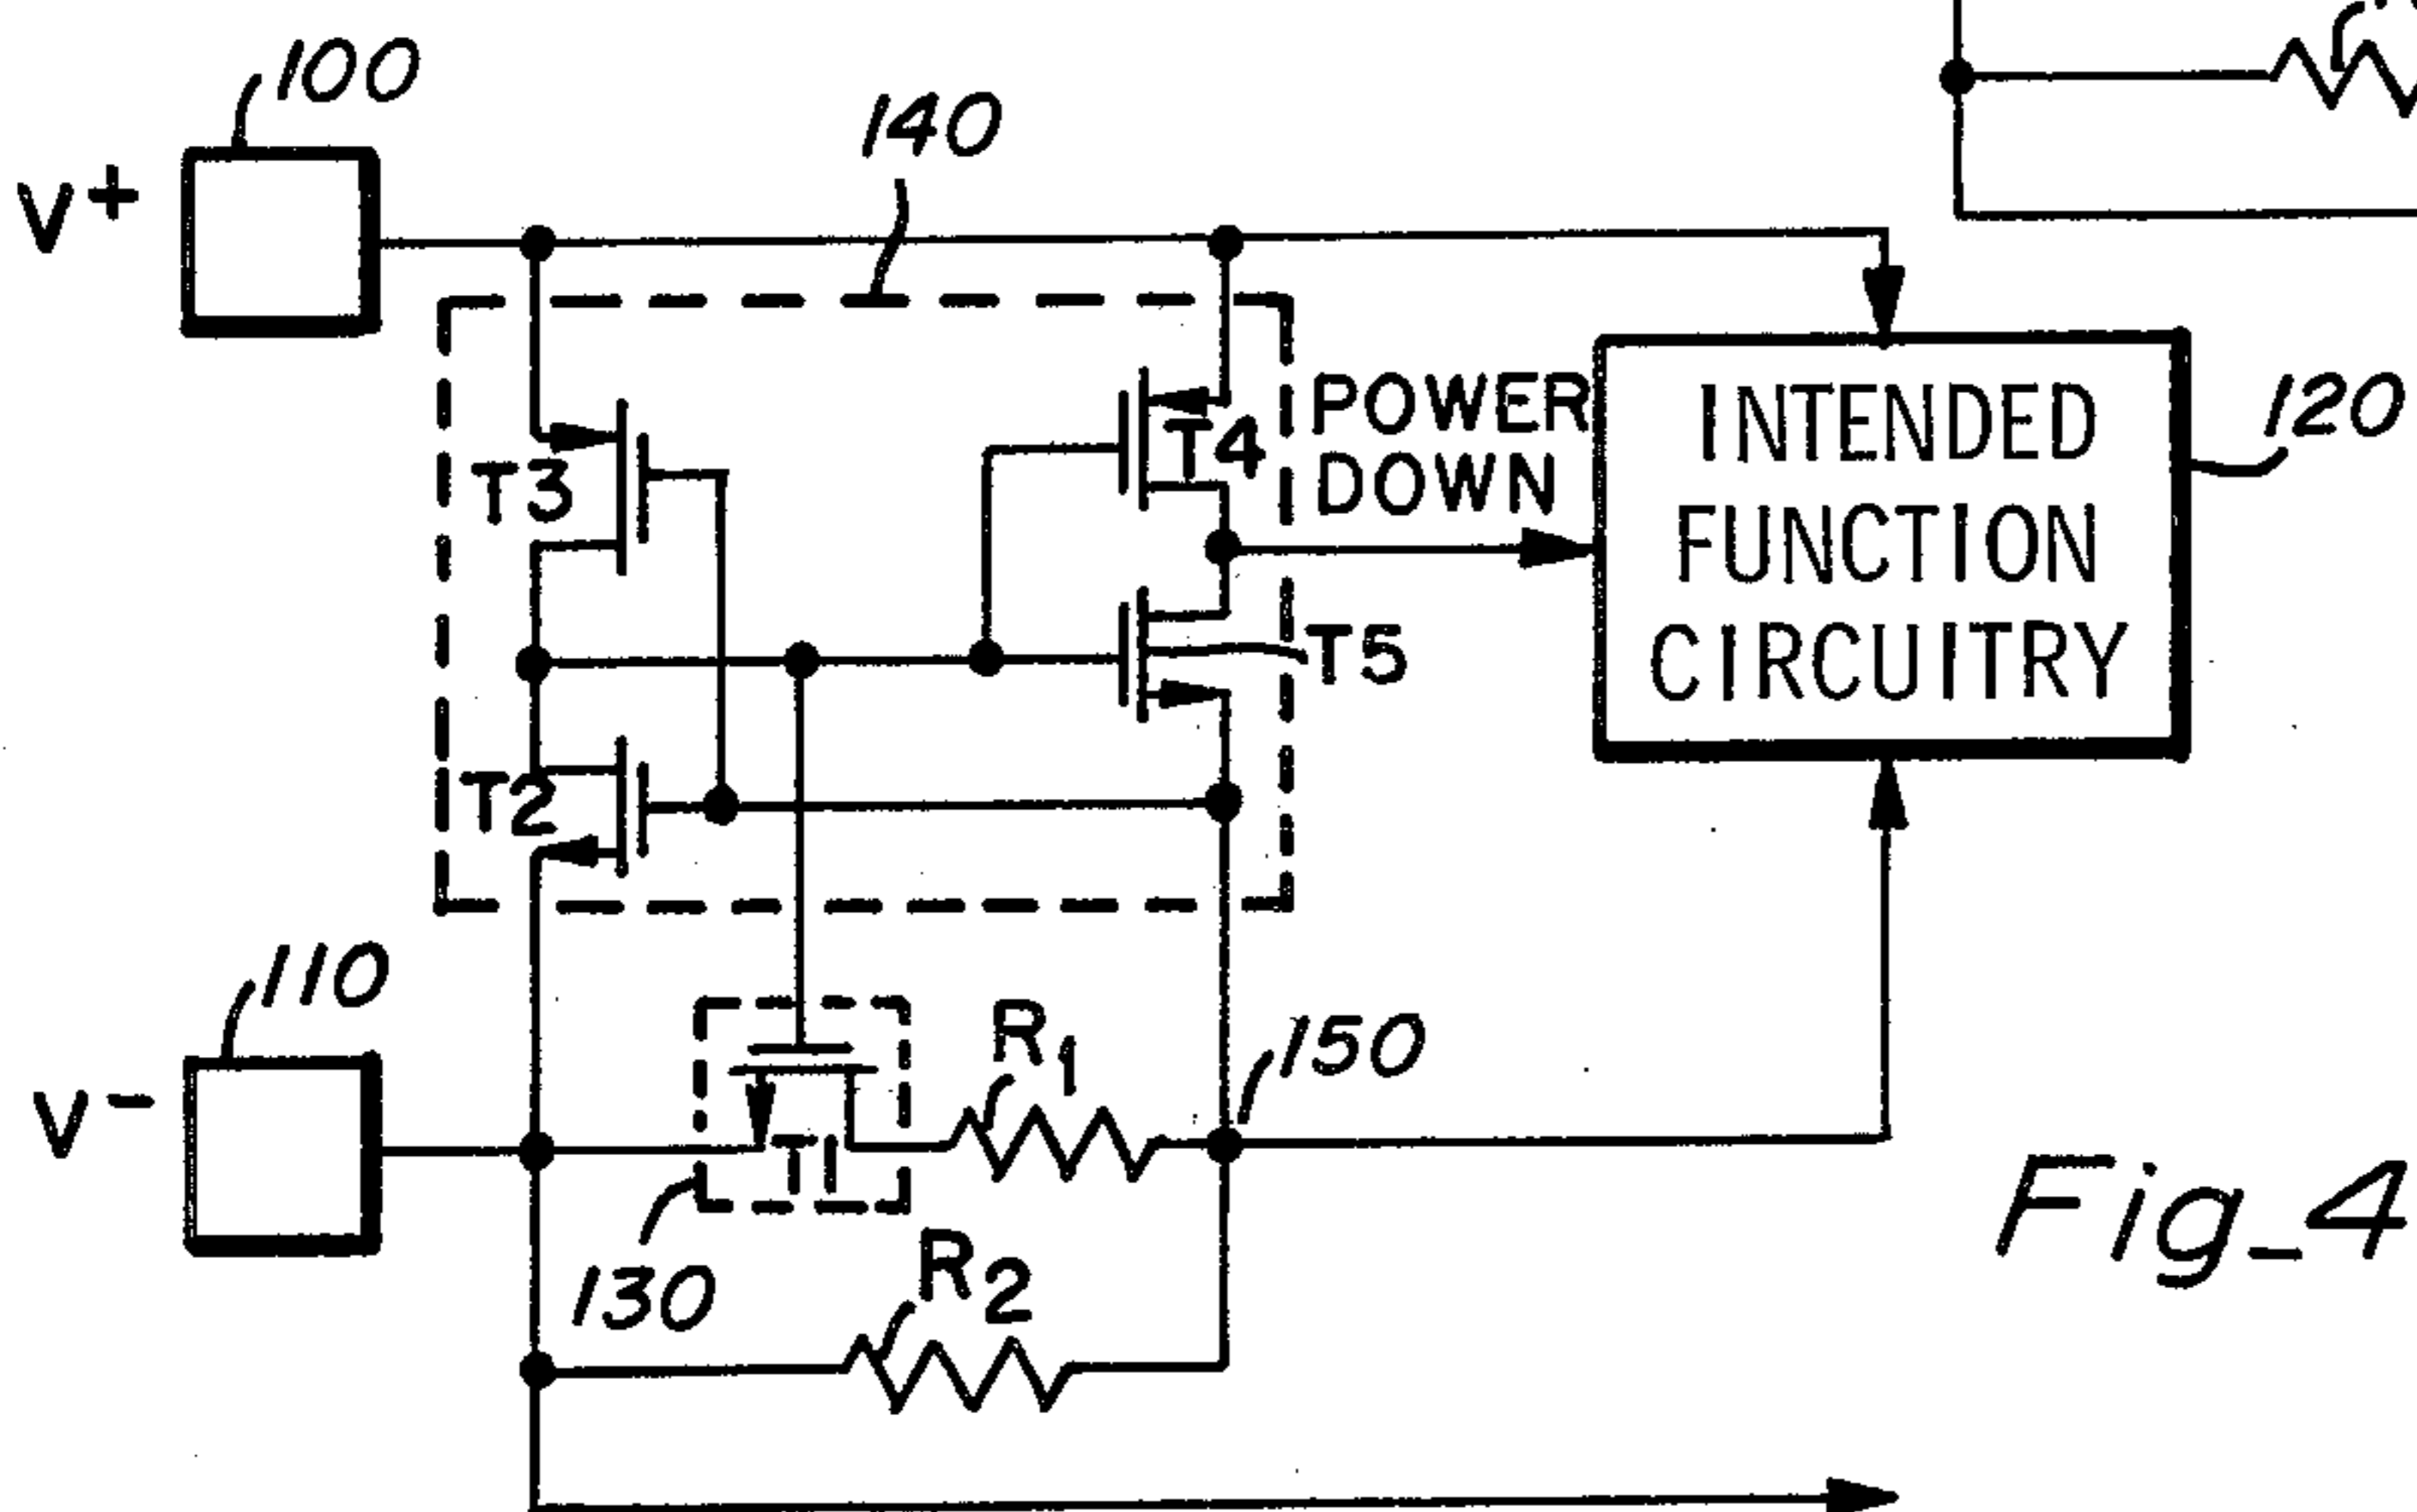 100
V+
140
T3
T4
POWER
DOWN
INTENDED
FUNCTION
CIRCUITRY
120
T5
T2
110
V-
R1
150
T1
130
R2
Fig_4